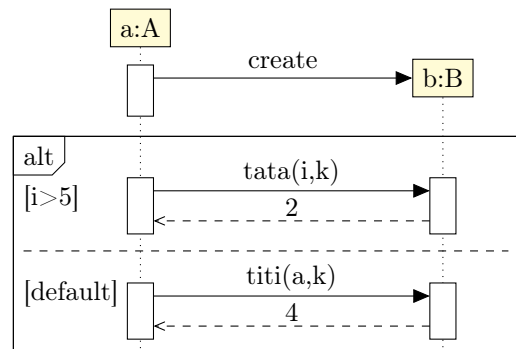 a:A
create
b:B
alt
[i>5]
tata(i,k)
2
[default]
titi(a,k)
4